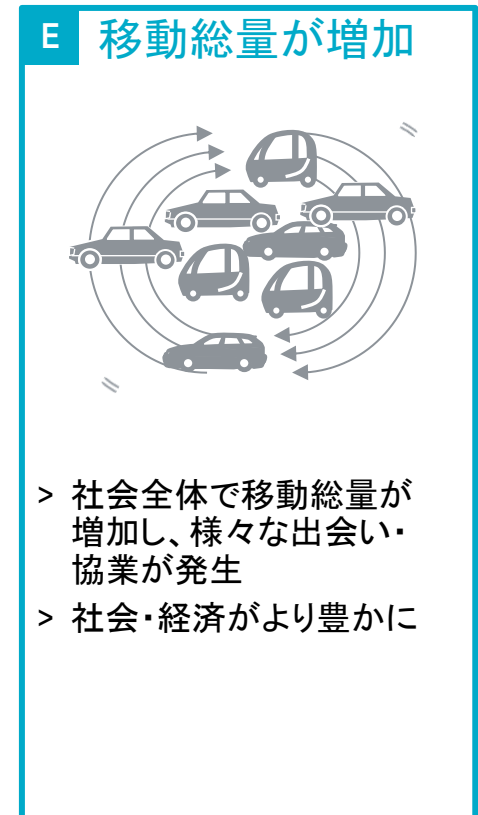 E 移動総量が増加
> 社会全体で移動総量が
増加し、様々な出会い・
協業が発生
> 社会・経済がより豊かに